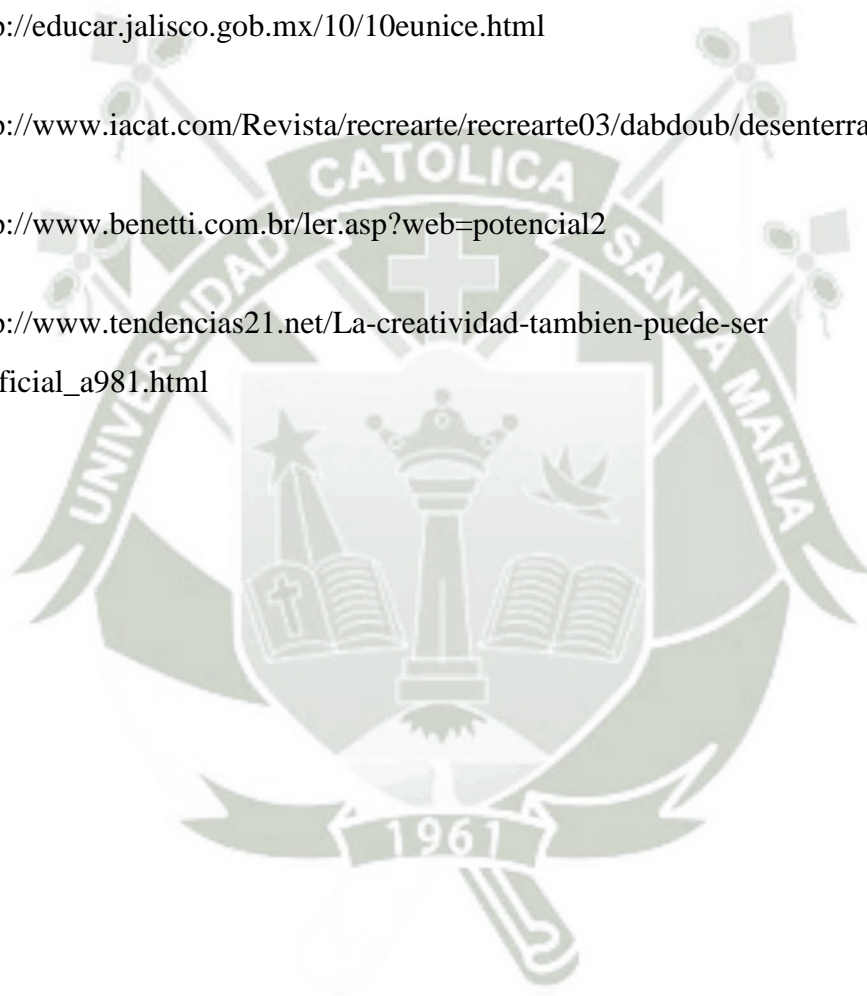 p://educar.jalisco.gob.mx/10/10eunice.html
p://www.iacat.com/Revista/recrearte/recrearte03/dabdoub/desenterra
p://www.benetti.com.br/ler.asp?web=potencial2
p://www.tendencias21.net/La-creatividad-tambien-puede-ser
ficial_a981.html
UNIVERSIDAD CATOLICA SANTA MARIA
1961